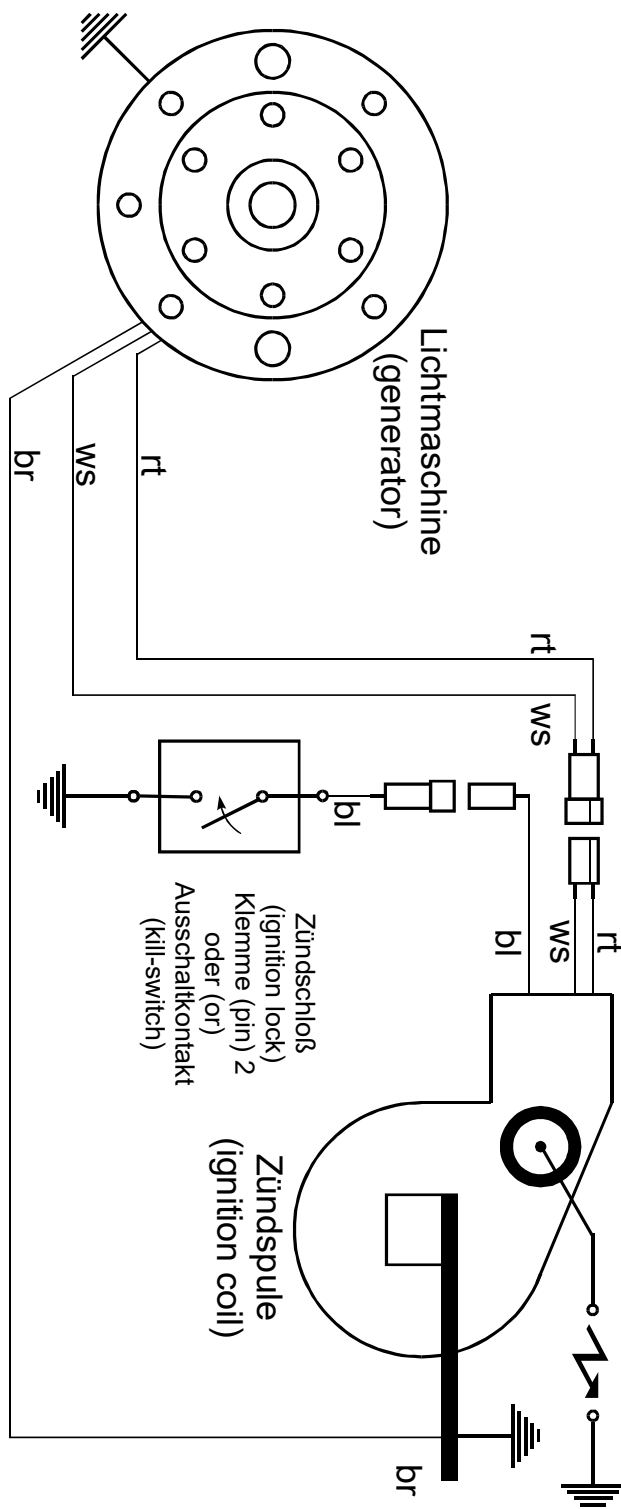 Lichtmaschine
(generator)
rt
ws
br
rt
ws
bl
rt
ws
bl
Zündschloß
(ignition lock)
Klemme (pin) 2
oder (or)
Ausschaltkontakt
(kill-switch)
Zündspule
(ignition coil)
br